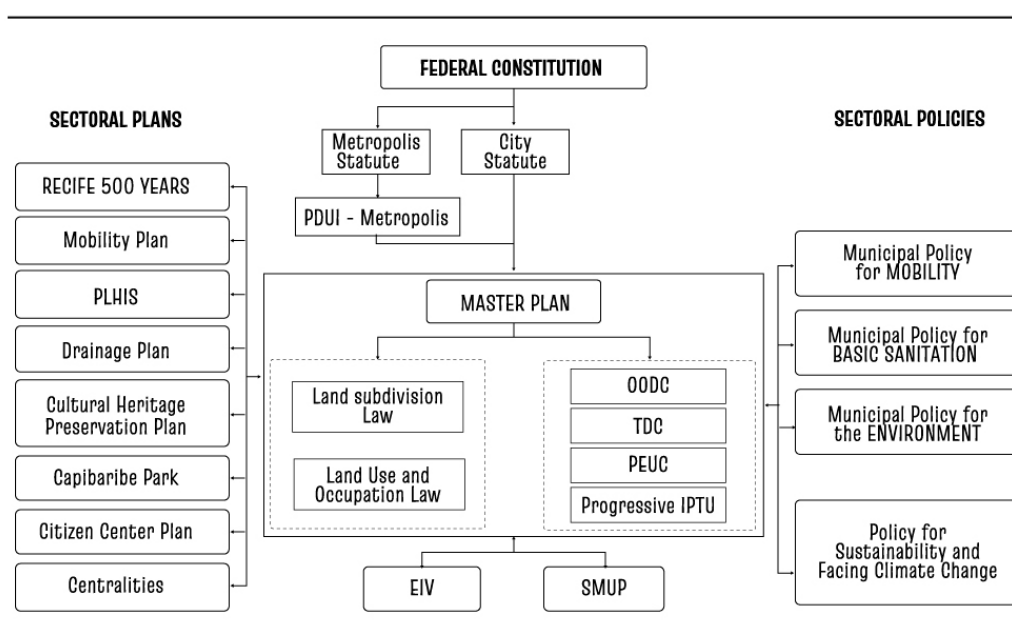 FEDERAL CONSTITUTION
SECTORAL PLANS
SECTORAL POLICIES
Metropolis
Statute
City
Statute
PDUI - Metropolis
RECIFE 500 YEARS
Mobility Plan
PLHIS
Drainage Plan
Cultural Heritage
Preservation Plan
Capibaribe Park
Citizen Center Plan
Centralities
MASTER PLAN
Land subdivision
Law
Land Use and
Occupation Law
OODC
TDC
PEUC
Progressive IPTU
EIV
SMUP
Municipal Policy
for MOBILITY
Municipal Policy for
BASIC SANITATION
Municipal Policy for
the ENVIRONMENT
Policy for
Sustainability and
Facing Climate Change